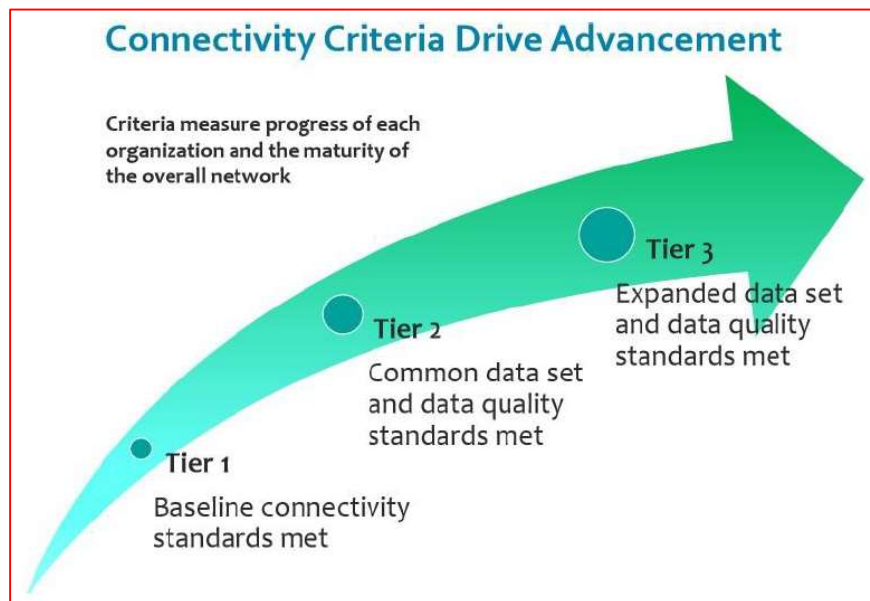 Connectivity Criteria Drive Advancement
Criteria measure progress of each
organization and the maturity of
the overall network
Tier 1
Baseline connectivity
standards met
Tier 2
Common data set
and data quality
standards met
Tier 3
Expanded data set
and data quality
standards met